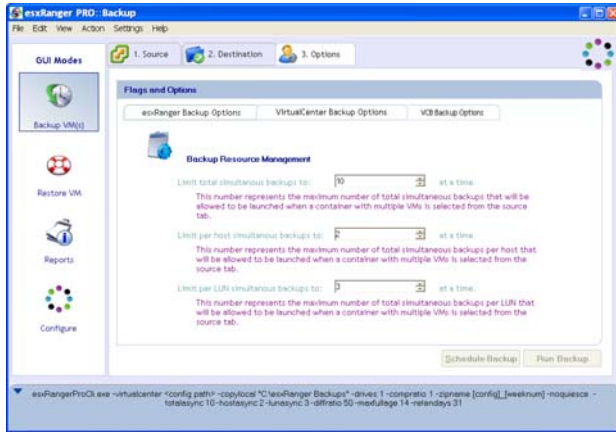 esxRanger PRO::Backup
File Edit View Action Settings Help
GUI Modes
1. Source
2. Destination
3. Options
Flags and Options
esxRanger Backup Options
VirtualCenter Backup Options
VCB Backup Options
Backup VM(s)
Backup Resource Management
Limit total simultaneous backups to: 10 at a time.
This number represents the maximum number of total simultaneous backups that will be
allowed to be launched when a container with multiple VMs is selected from the source
tab.
Restore VM
Limit per host simultaneous backups to: 2 at a time.
This number represents the maximum number of total simultaneous backups per host that
will be allowed to be launched when a container with multiple VMs is selected from the
source tab.
Reports
Limit per LUN simultaneous backups to: 3 at a time.
This number represents the maximum number of total simultaneous backups per LUN that
will be allowed to be launched when a container with multiple VMs is selected from the
source tab.
Configure
Schedule Backup
Run Backup
esxRangerProCli.exe -virtualcenter <config path> -copylocal "C:\esxRanger Backups" -drives:1 -compratio 1 -zipname [config]_[weeknum] -noquiesce -
totalasync 10 -hostasync 2 -lunasync 3 -diffratio 50 -maxfullage 14 -retendays 31